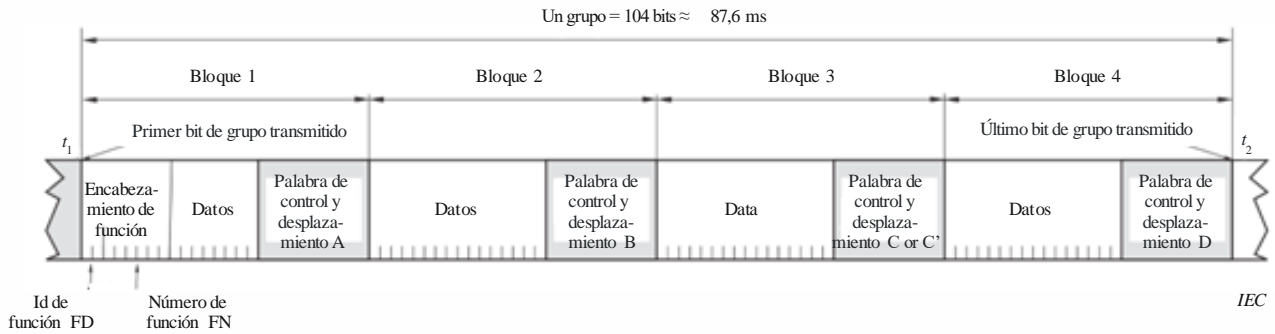 Un grupo = 104 bits ≈ 87,6 ms
Bloque 1
Bloque 2
Bloque 3
Bloque 4
t1
Primer bit de grupo transmitido
Último bit de grupo transmitido
t2
Encabeza-
miento de
función
Datos
Palabra de
control y
desplaza-
miento A
Datos
Palabra de
control y
desplaza-
miento B
Data
Palabra de
control y
desplaza-
miento C or C’
Datos
Palabra de
control y
desplaza-
miento D
Id de
función FD
Número de
función FN
IEC